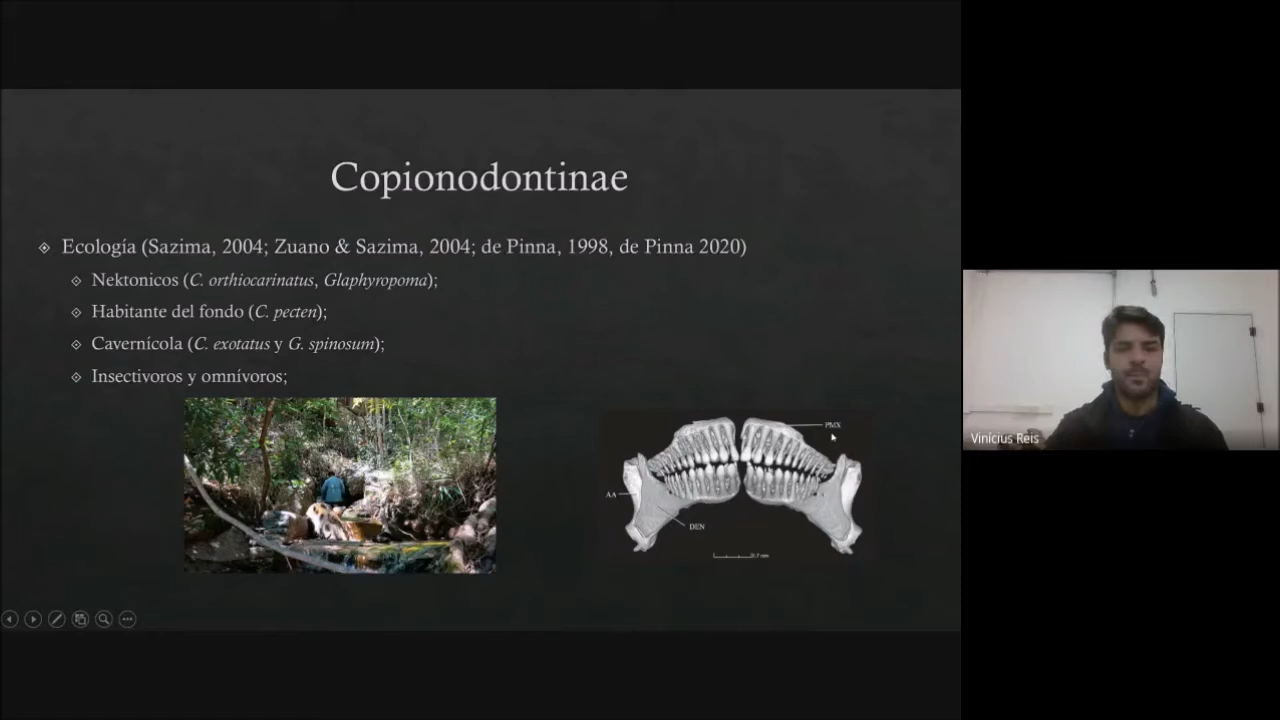 Copionodontinae
Ecología (Sazima, 2004; Zuano & Sazima, 2004; de Pinna, 1998, de Pinna 2020)
Nektonicos (C. orthiocarinatus, Glaphyropoma);
Habitante del fondo (C. pecten);
Cavernícola (C. exotatus y G. spinosum);
Insectivoros y omnívoros;
PMX
AA
DEN
Vinícius Reis